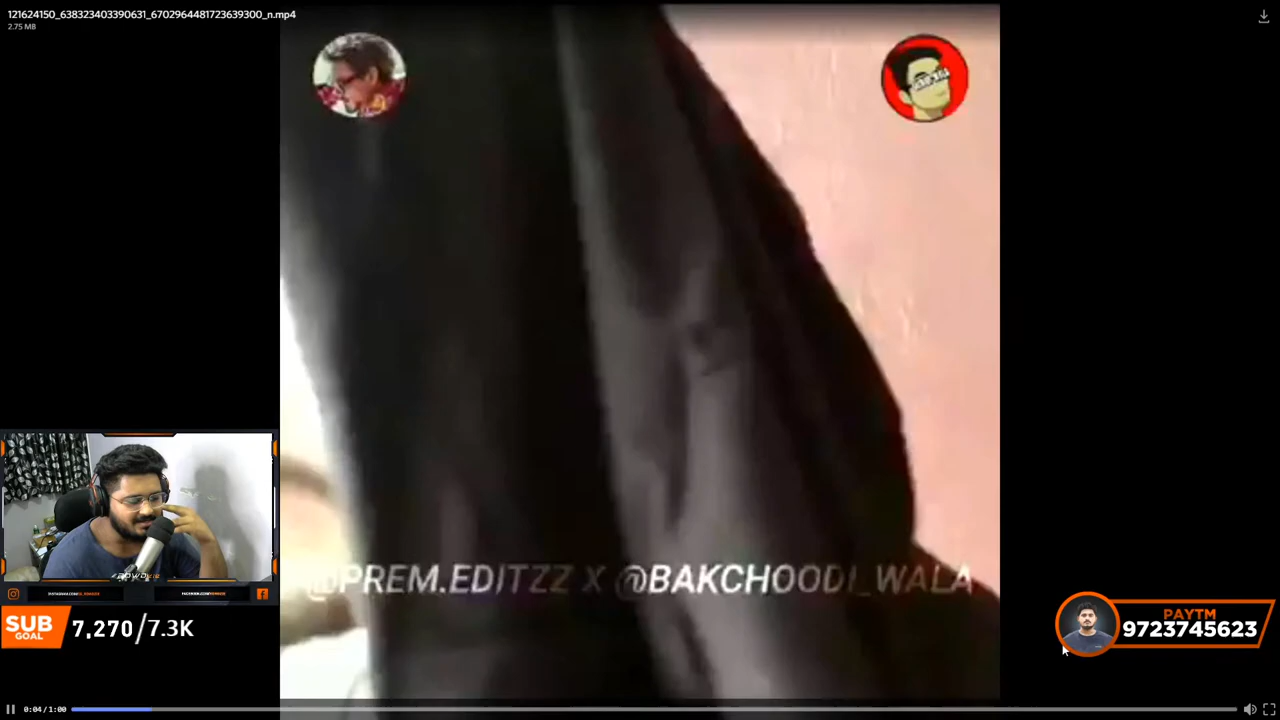 121624150_638323403390631_6702964481723639300_n.mp4
2.75 MB
@PREM.EDITZZ X @BAKCHOODI_WALA
SUB
GOAL
7,270/7.3K
PAYTM
9723745623
0:04/1:00